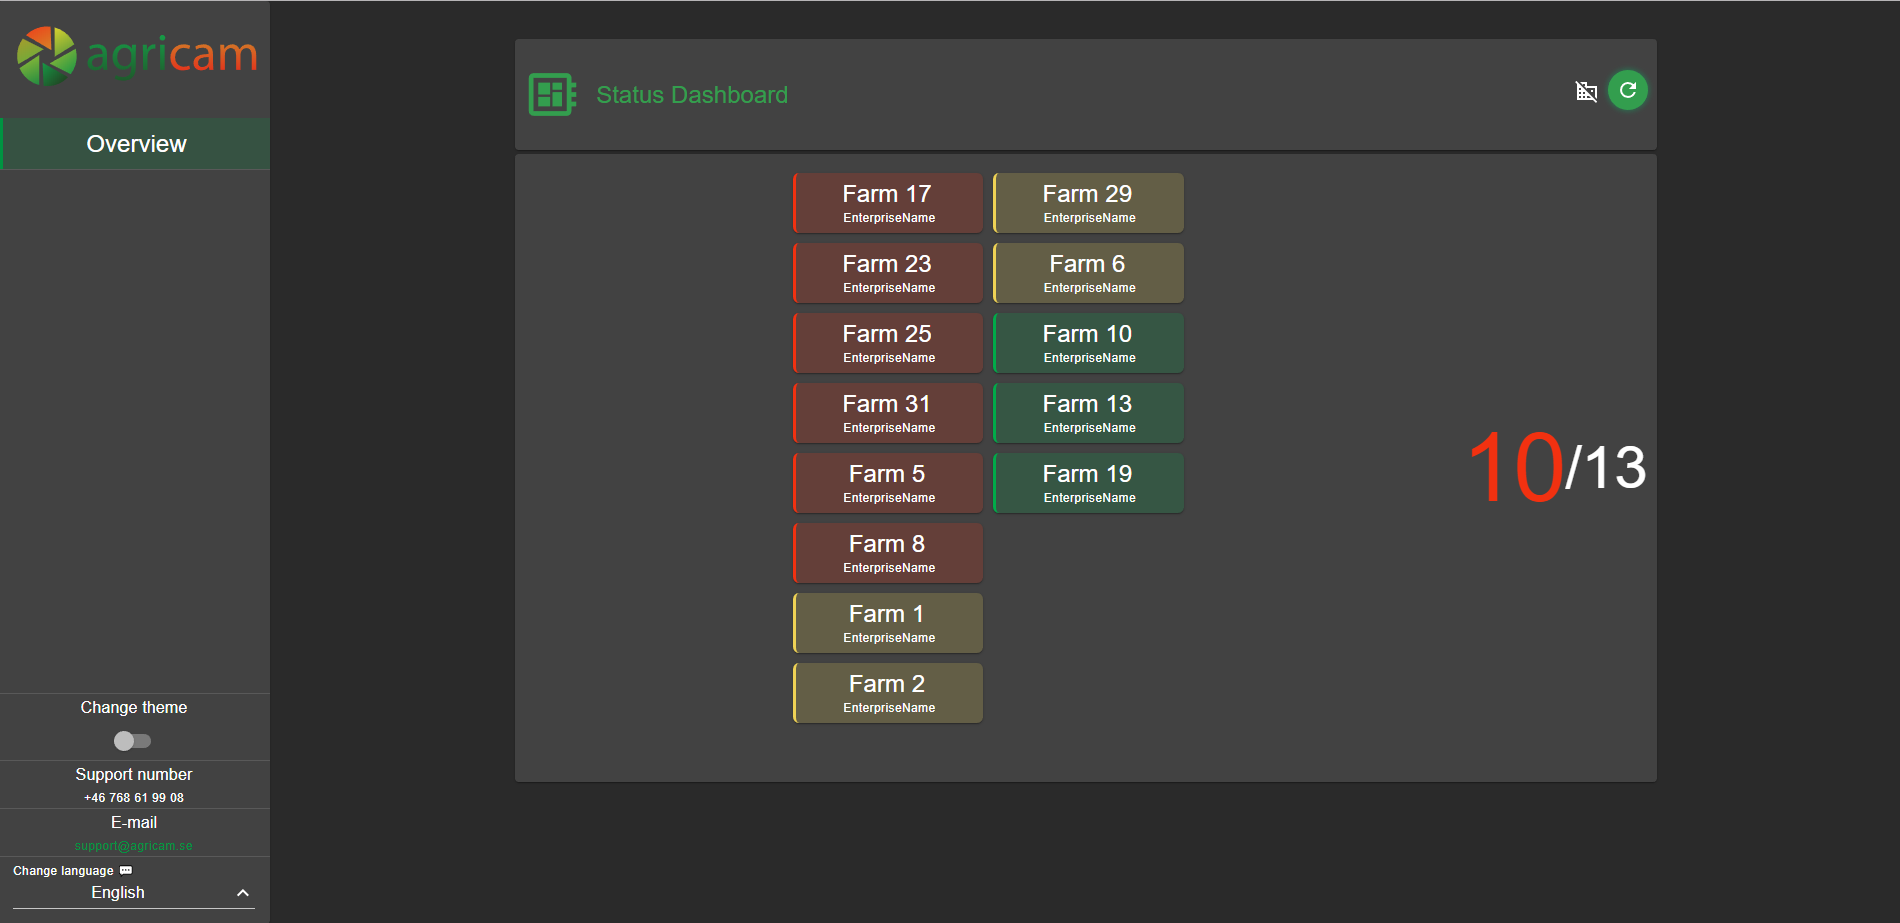 agricam
Overview
Change theme
Support number
+46 768 61 99 08
E-mail
support@agricam.se
Change language
English
Status Dashboard
Farm 17
EnterpriseName
Farm 23
EnterpriseName
Farm 25
EnterpriseName
Farm 31
EnterpriseName
Farm 5
EnterpriseName
Farm 8
EnterpriseName
Farm 1
EnterpriseName
Farm 2
EnterpriseName
Farm 29
EnterpriseName
Farm 6
EnterpriseName
Farm 10
EnterpriseName
Farm 13
EnterpriseName
Farm 19
EnterpriseName
10/13